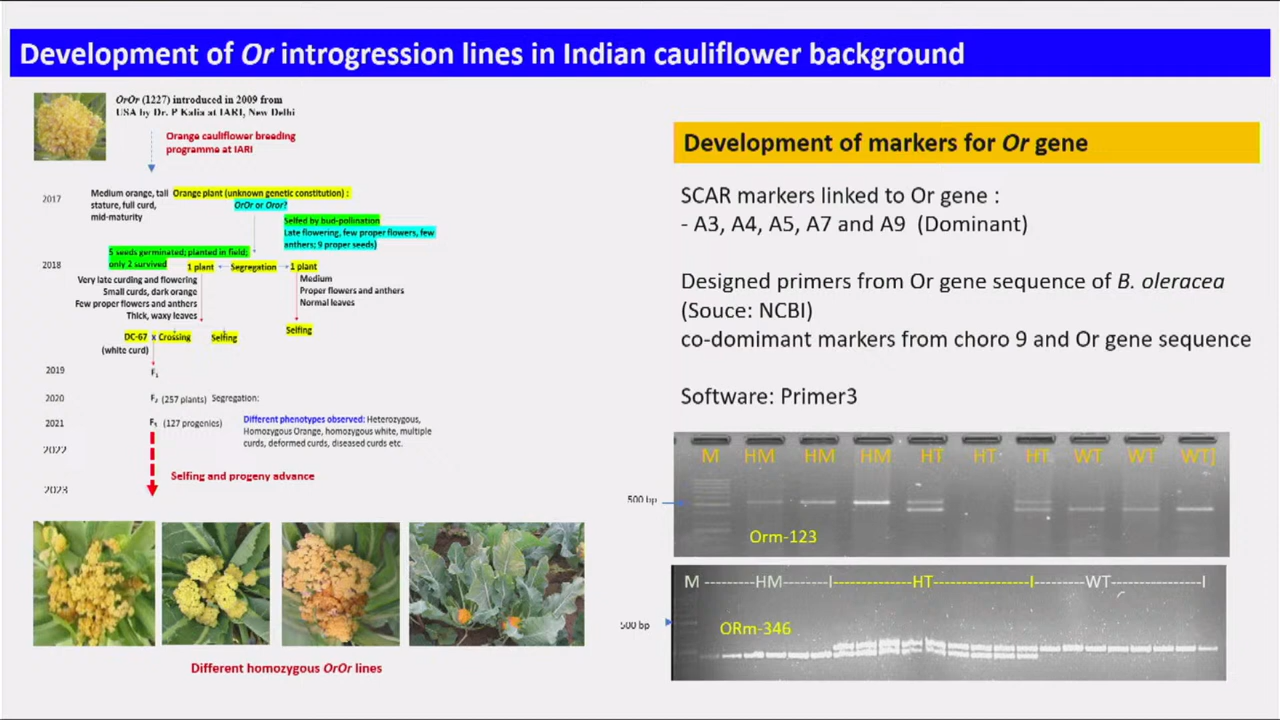 Development of Or introgression lines in Indian cauliflower background
OrOr (1227) introduced in 2009 from
USA by Dr. P Kalia at IARI, New Delhi
Orange cauliflower breeding
programme at IARI
2017
Medium orange, tall
stature, full curd,
mid-maturity
Orange plant (unknown genetic constitution) :
OrOr or Oror?
Selfed by bud-pollination
Late flowering, few proper flowers, few
anthers; 9 proper seeds)
5 seeds germinated; planted in field;
only 2 survived
2018
1 plant
Segregation
1 plant
Very late curding and flowering
Small curds, dark orange
Few proper flowers and anthers
Thick, waxy leaves
Medium
Proper flowers and anthers
Normal leaves
DC-67 x Crossing
(white curd)
Selfing
Selfing
2019
F1
2020
F2 (257 plants) Segregation:
2021
F3 (127 progenies)
Different phenotypes observed: Heterozygous,
Homozygous Orange, homozygous white, multiple
curds, deformed curds, diseased curds etc.
2022
Selfing and progeny advance
2023
Different homozygous OrOr lines
Development of markers for Or gene
SCAR markers linked to Or gene :
- A3, A4, A5, A7 and A9 (Dominant)
Designed primers from Or gene sequence of B. oleracea
(Souce: NCBI)
co-domimant markers from choro 9 and Or gene sequence
Software: Primer3
M HM HM HM HT HT HT WT WT WT]
500 bp
Orm-123
M ---------HM--------I-----------------HT-----------------I---------WT---------------I
500 bp
ORm-346